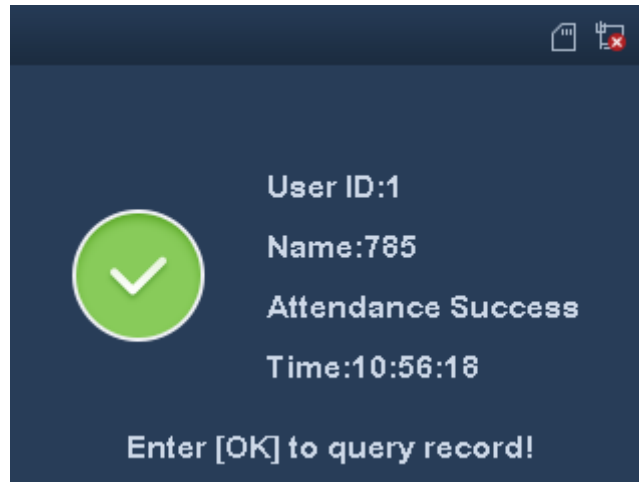 User ID:1
Name:785
Attendance Success
Time:10:56:18
Enter [OK] to query record!